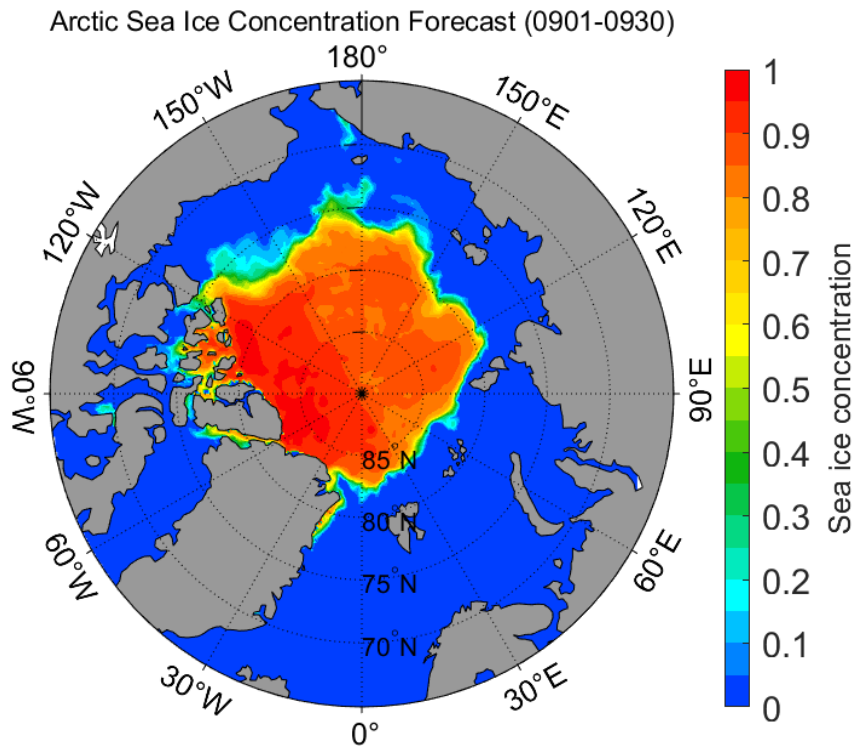 Arctic Sea Ice Concentration Forecast (0901-0930)
180°
150°W
150°E
120°W
120°E
90°W
90°E
60°W
60°E
30°W
30°E
0°
85°N
80°N
75°N
70°N
1
0.9
0.8
0.7
0.6
0.5
0.4
0.3
0.2
0.1
0
Sea ice concentration